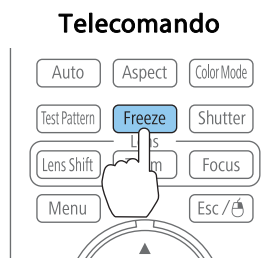 Telecomando
Auto Aspect Color Mode
Test Pattern Freeze Shutter
Lens Shift Focus
Menu Esc /